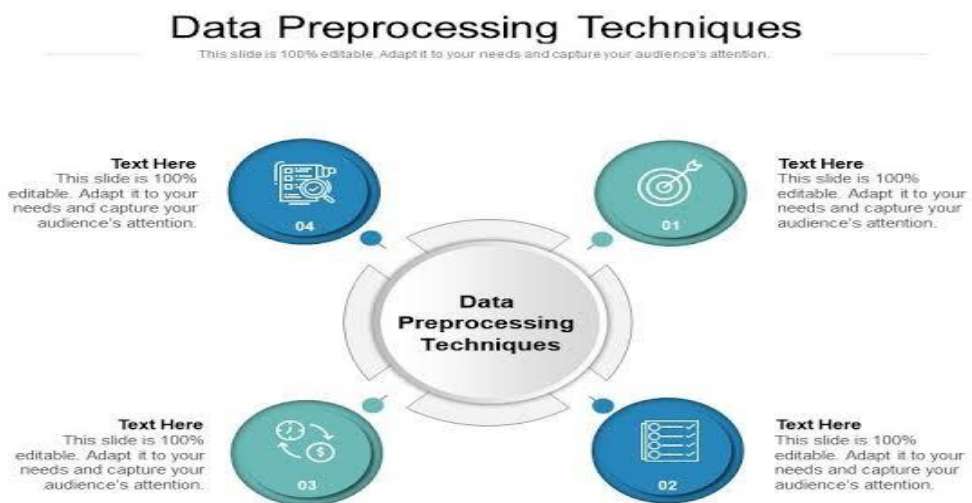 Data Preprocessing Techniques
This slide is 100% editable. Adapt it to your needs and capture your audience's attention.
Text Here
This slide is 100%
editable. Adapt it to your
needs and capture your
audience's attention.
04
01
Text Here
This slide is 100%
editable. Adapt it to your
needs and capture your
audience's attention.
Data
Preprocessing
Techniques
Text Here
This slide is 100%
editable. Adapt it to your
needs and capture your
audience's attention.
03
$
02
Text Here
This slide is 100%
editable. Adapt it to your
needs and capture your
audience's attention.